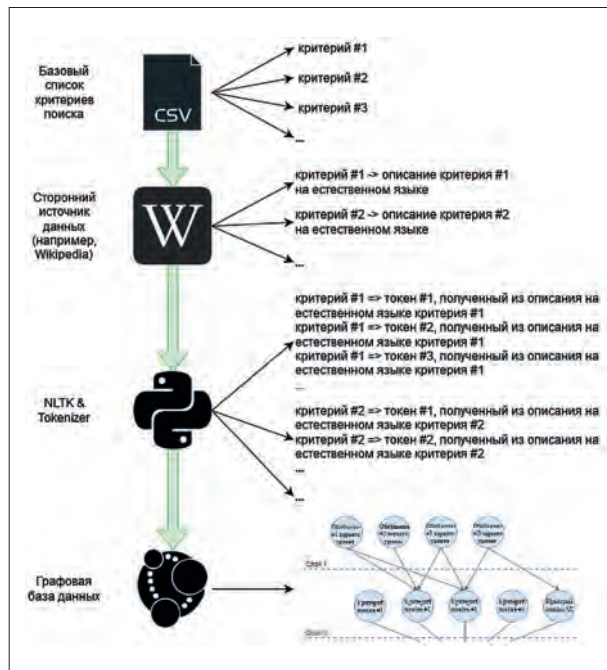 Базовый
список
критериев
поиска
CSV
критерий #1
критерий #2
критерий #3
...
Сторонний
источник
данных
(например,
Wikipedia)
W
критерий #1 -> описание критерия #1
на естественном языке
критерий #2 -> описание критерия #2
на естественном языке
...
NLTK &
Tokenizer
критерий #1 => токен #1, полученный из описания на
естественном языке критерия #1
критерий #1 => токен #2, полученный из описания на
естественном языке критерия #1
критерий #1 => токен #3, полученный из описания на
естественном языке критерия #1
...
критерий #2 => токен #1, полученный из описания на
естественном языке критерия #2
критерий #2 => токен #2, полученный из описания на
естественном языке критерия #2
...
...
Графовая
база данных